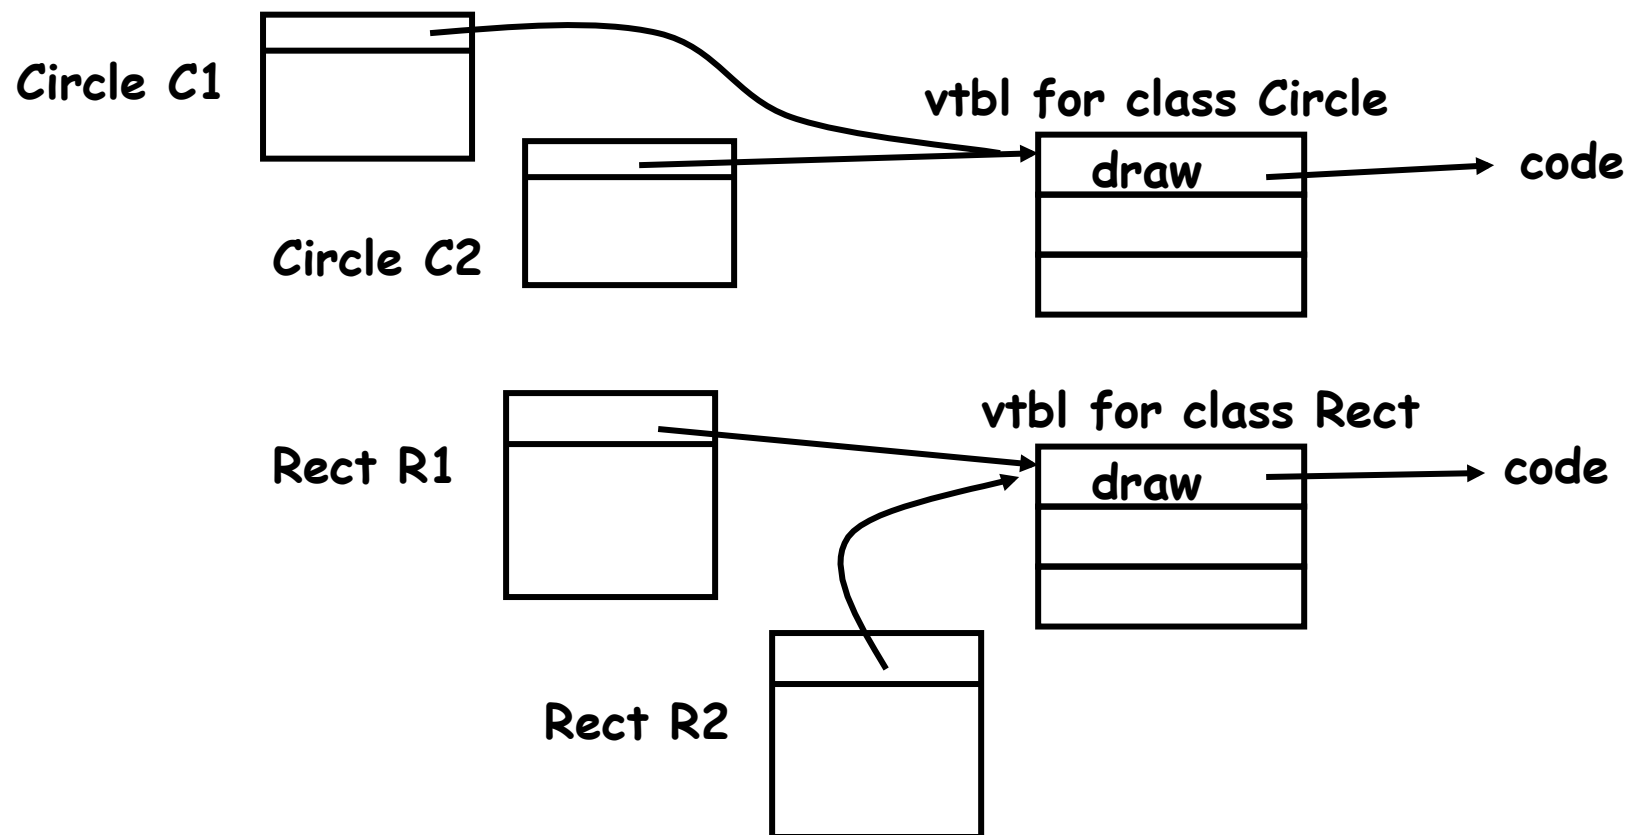 Circle C1
vtbl for class Circle
draw
code
Circle C2
vtbl for class Rect
Rect R1
draw
code
Rect R2